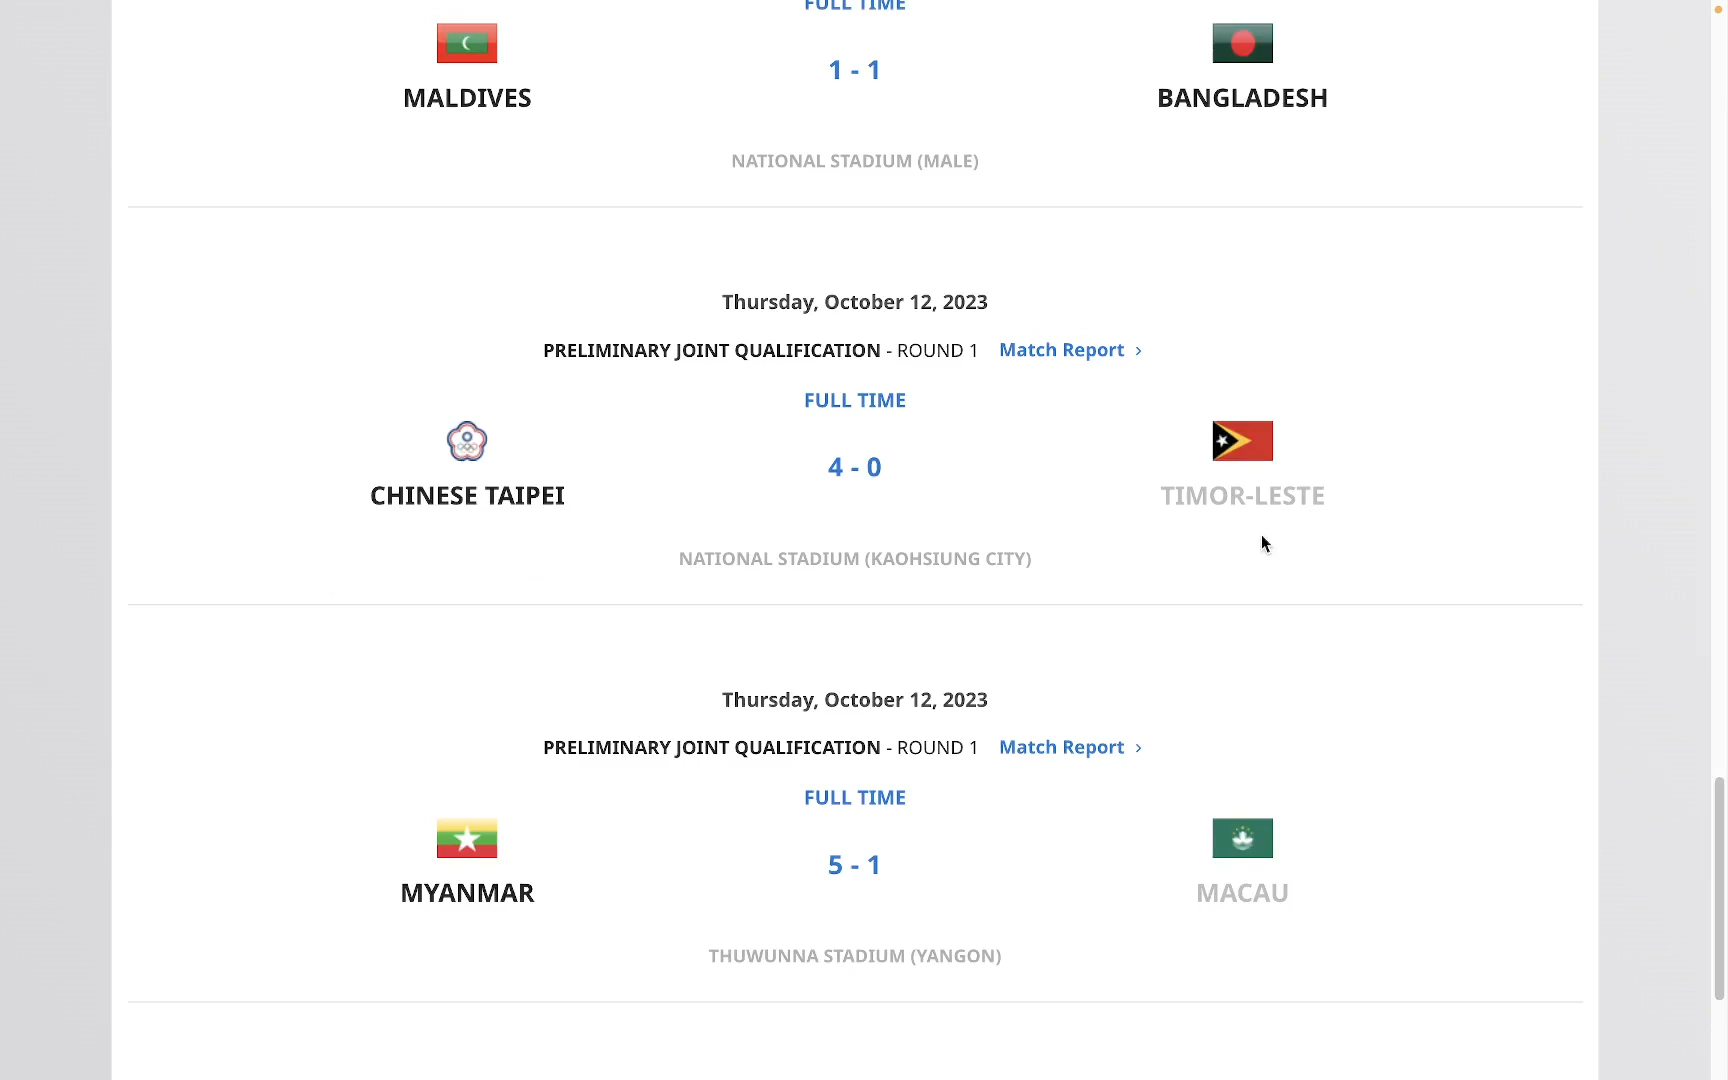 FULL TIME
1 - 1
MALDIVES
BANGLADESH
NATIONAL STADIUM (MALE)
Thursday, October 12, 2023
PRELIMINARY JOINT QUALIFICATION - ROUND 1 Match Report ›
FULL TIME
4 - 0
CHINESE TAIPEI
TIMOR-LESTE
NATIONAL STADIUM (KAOHSIUNG CITY)
Thursday, October 12, 2023
PRELIMINARY JOINT QUALIFICATION - ROUND 1 Match Report ›
FULL TIME
5 - 1
MYANMAR
MACAU
THUWUNNA STADIUM (YANGON)